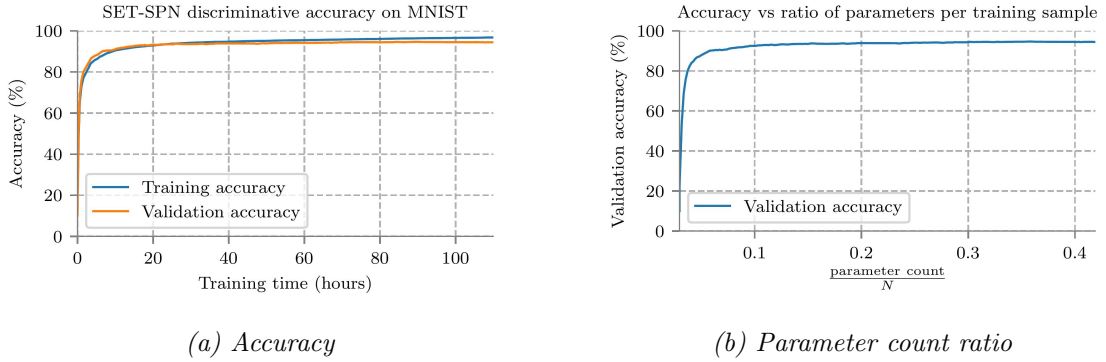 SET-SPN discriminative accuracy on MNIST
100
80
60
40
20
0
Accuracy (%)
Training accuracy
Validation accuracy
0 20 40 60 80 100
Training time (hours)
(a) Accuracy
Accuracy vs ratio of parameters per training sample
100
80
60
40
20
0
Validation accuracy (%)
Validation accuracy
0.1 0.2 0.3 0.4
parameter count
N
(b) Parameter count ratio